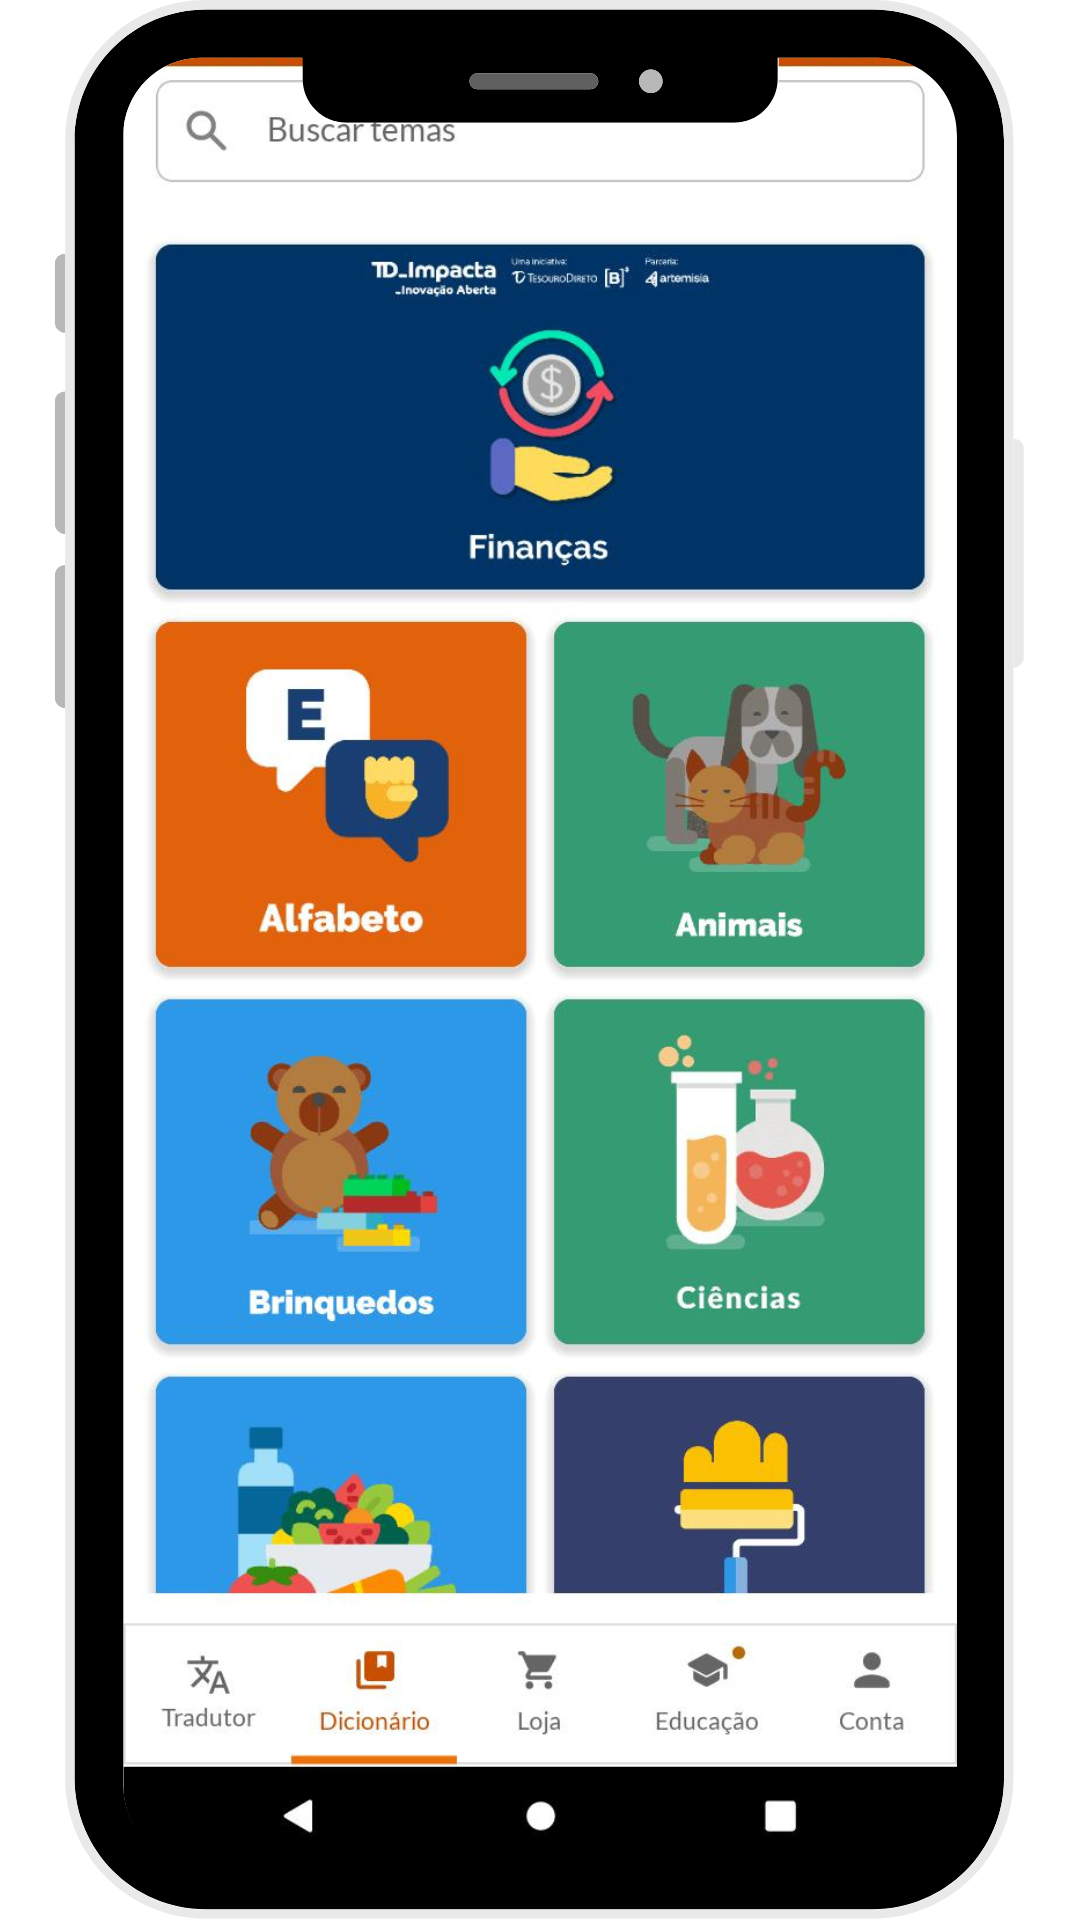 Buscar temas
TD_Impacta
_Inovação Aberta
Uma iniciativa:
TESOURODIRETO [B]³
Parceria:
artemisia
$
Finanças
E
Alfabeto
Animais
Brinquedos
Ciências
Tradutor
Dicionário
Loja
Educação
Conta